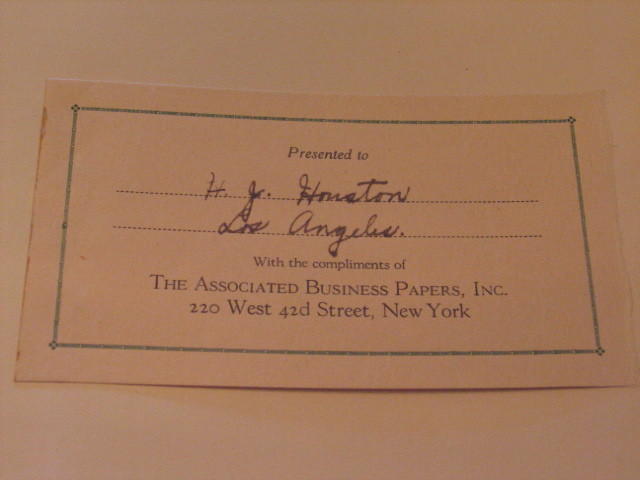 Presented to
H. J. Houston
Los Angeles.
With the compliments of
The Associated Business Papers, Inc.
220 West 42d Street, New York